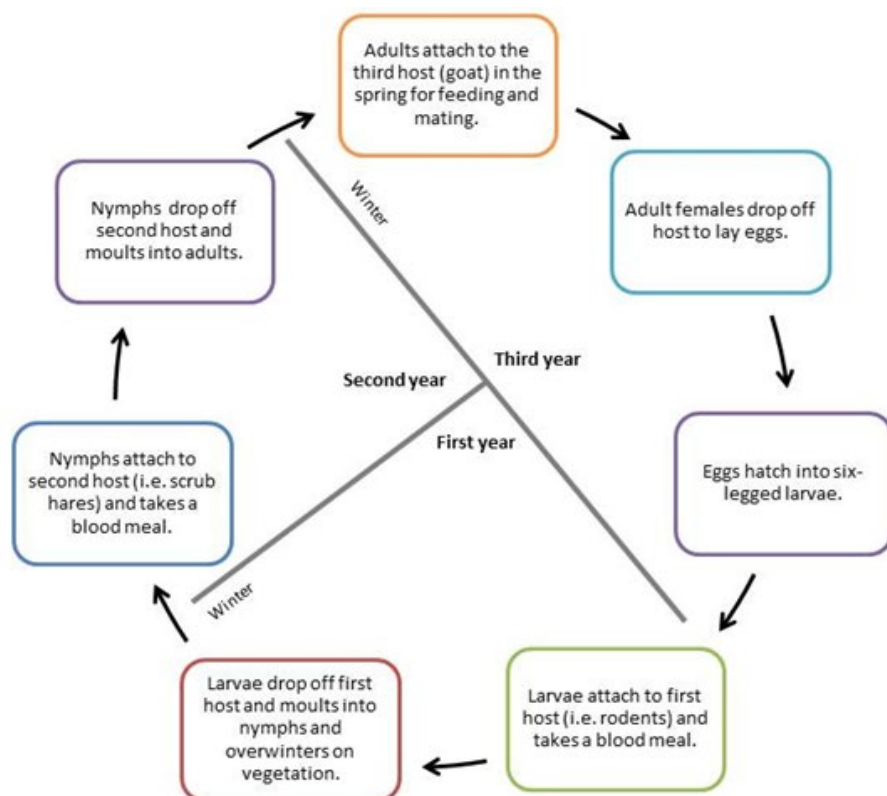 Adults attach to the
third host (goat) in the
spring for feeding and
mating.
Adult females drop off
host to lay eggs.
Eggs hatch into six-
legged larvae.
Larvae attach to first
host (i.e. rodents) and
takes a blood meal.
Larvae drop off first
host and moults into
nymphs and
overwinters on
vegetation.
Nymphs attach to
second host (i.e. scrub
hares) and takes a
blood meal.
Nymphs drop off
second host and
moults into adults.
Winter
Third year
Second year
First year
Winter